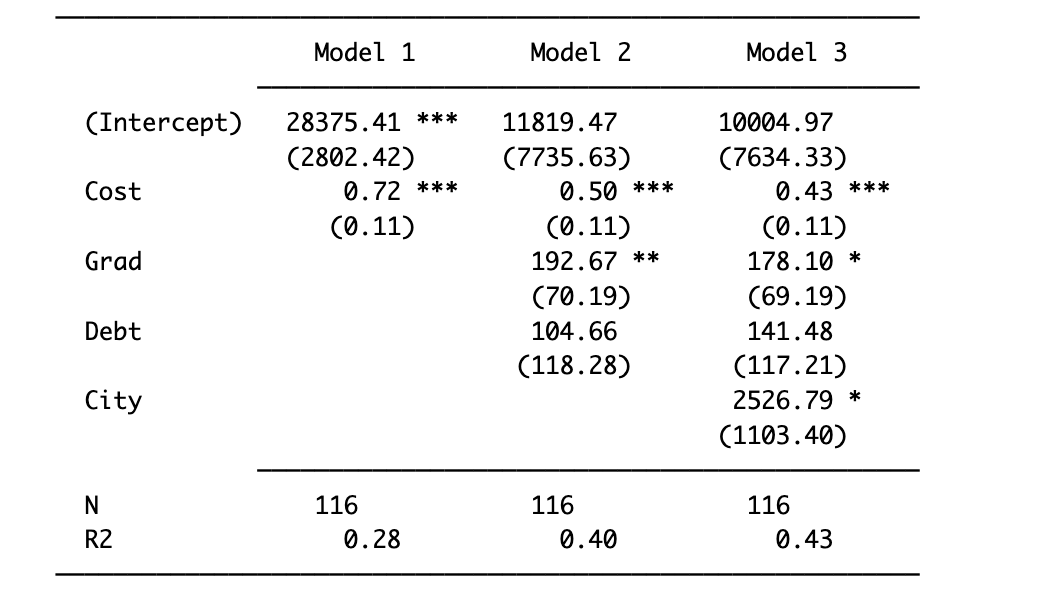 Model 1 Model 2 Model 3
(Intercept) 28375.41 *** 11819.47 10004.97
(2802.42) (7735.63) (7634.33)
Cost 0.72 *** 0.50 *** 0.43 ***
(0.11) (0.11) (0.11)
Grad 192.67 ** 178.10 *
(70.19) (69.19)
Debt 104.66 141.48
(118.28) (117.21)
City 2526.79 *
(1103.40)
N 116 116 116
R2 0.28 0.40 0.43